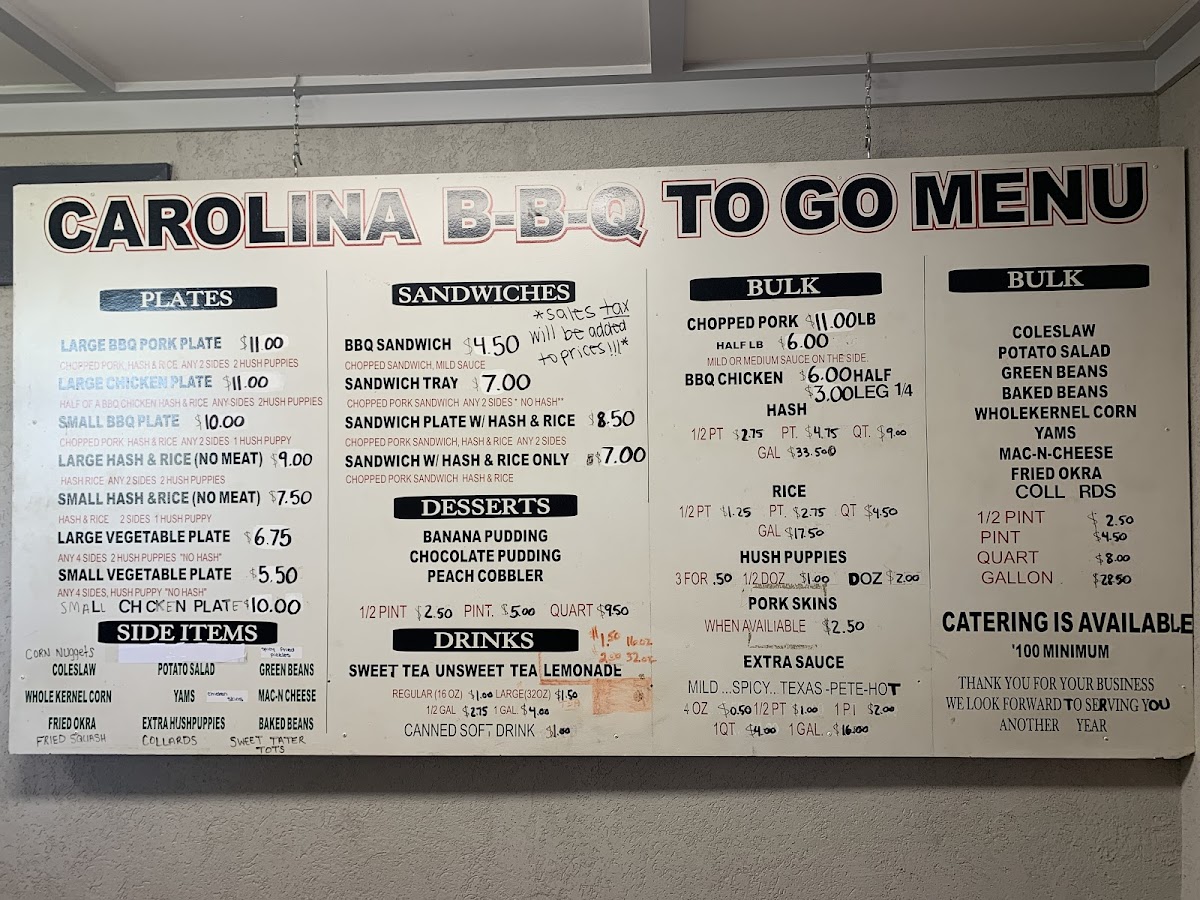 CAROLINA B-B-Q TO GO MENU
PLATES
LARGE BBQ PORK PLATE $11.00
CHOPPED PORK, HASH & RICE ANY 2 SIDES 2 HUSH PUPPIES
LARGE CHICKEN PLATE $11.00
HALF OF A BBQ CHICKEN HASH & RICE ANY SIDES 2HUSH PUPPIES
SMALL BBQ PLATE $10.00
CHOPPED PORK HASH & RICE ANY 2 SIDES 1 HUSH PUPPY
LARGE HASH & RICE (NO MEAT) $9.00
HASH RICE ANY 2 SIDES 2 HUSH PUPPIES
SMALL HASH & RICE (NO MEAT) $7.50
HASH & RICE 2 SIDES 1 HUSH PUPPY
LARGE VEGETABLE PLATE $6.75
ANY 4 SIDES 2 HUSH PUPPIES "NO HASH"
SMALL VEGETABLE PLATE $5.50
ANY 4 SIDES, HUSH PUPPY "NO HASH"
SMALL CHICKEN PLATE $10.00
SIDE ITEMS
CORN NUGGETS
COLESLAW POTATO SALAD GREEN BEANS
WHOLE KERNEL CORN YAMS MAC-N CHEESE
FRIED OKRA EXTRA HUSHPUPPIES BAKED BEANS
FRIED SQUASH COLLARDS SWEET TATER
TOTS
SANDWICHES
*sales tax
will be added
to prices!!!*
BBQ SANDWICH $4.50
CHOPPED SANDWICH, MILD SAUCE
SANDWICH TRAY $7.00
CHOPPED PORK SANDWICH ANY 2 SIDES * NO HASH**
SANDWICH PLATE W/ HASH & RICE $8.50
CHOPPED PORK SANDWICH, HASH & RICE ANY 2 SIDES
SANDWICH W/ HASH & RICE ONLY $7.00
CHOPPED PORK SANDWICH HASH & RICE
DESSERTS
BANANA PUDDING
CHOCOLATE PUDDING
PEACH COBBLER
1/2 PINT $2.50 PINT. $5.00 QUART $9.50
DRINKS
$1.50 16oz
2.50 32oz
SWEET TEA UNSWEET TEA LEMONADE
REGULAR (16 OZ) $1.00 LARGE (32OZ) $1.50
1/2 GAL $2.75 1 GAL $4.00
CANNED SOFT DRINK $1.00
BULK
CHOPPED PORK $11.00LB
HALF LB $6.00
MILD OR MEDIUM SAUCE ON THE SIDE.
BBQ CHICKEN $6.00HALF
$3.00LEG 1/4
HASH
1/2 PT $2.75 PT. $4.75 QT. $9.00
GAL $33.50
RICE
1/2 PT $1.25 PT. $2.75 QT $4.50
GAL $17.50
HUSH PUPPIES
3 FOR .50 1/2 DOZ $1.00 DOZ $2.00
PORK SKINS
WHEN AVAILIABLE $2.50
EXTRA SAUCE
MILD ...SPICY.. TEXAS -PETE-HOT
4 OZ $0.50 1/2 PT $1.00 1 PT $2.00
1QT $4.00 1 GAL. $16.00
BULK
COLESLAW
POTATO SALAD
GREEN BEANS
BAKED BEANS
WHOLEKERNEL CORN
YAMS
MAC-N-CHEESE
FRIED OKRA
COLL RDS
1/2 PINT $2.50
PINT $4.50
QUART $8.00
GALLON $28.50
CATERING IS AVAILABLE
'100 MINIMUM
THANK YOU FOR YOUR BUSINESS
WE LOOK FORWARD TO SERVING YOU
ANOTHER YEAR